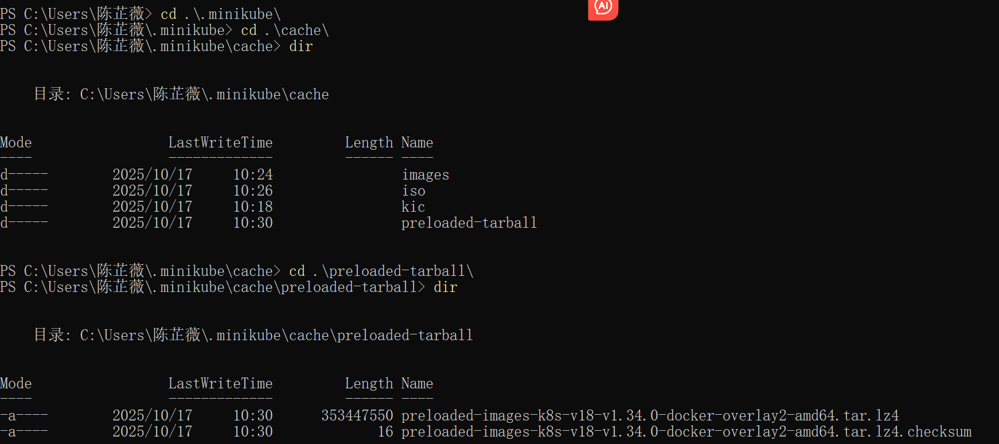 AI
PS C:\Users\陈芷薇> cd .\.minikube\
PS C:\Users\陈芷薇\.minikube> cd .\cache\
PS C:\Users\陈芷薇\.minikube\cache> dir
目录: C:\Users\陈芷薇\.minikube\cache
Mode LastWriteTime Length Name
---- ------------- ------ ----
d----- 2025/10/17 10:24 images
d----- 2025/10/17 10:26 iso
d----- 2025/10/17 10:18 kic
d----- 2025/10/17 10:30 preloaded-tarball
PS C:\Users\陈芷薇\.minikube\cache> cd .\preloaded-tarball\
PS C:\Users\陈芷薇\.minikube\cache\preloaded-tarball> dir
目录: C:\Users\陈芷薇\.minikube\cache\preloaded-tarball
Mode LastWriteTime Length Name
---- ------------- ------ ----
-a---- 2025/10/17 10:30 353447550 preloaded-images-k8s-v18-v1.34.0-docker-overlay2-amd64.tar.lz4
-a---- 2025/10/17 10:30 16 preloaded-images-k8s-v18-v1.34.0-docker-overlay2-amd64.tar.lz4.checksum